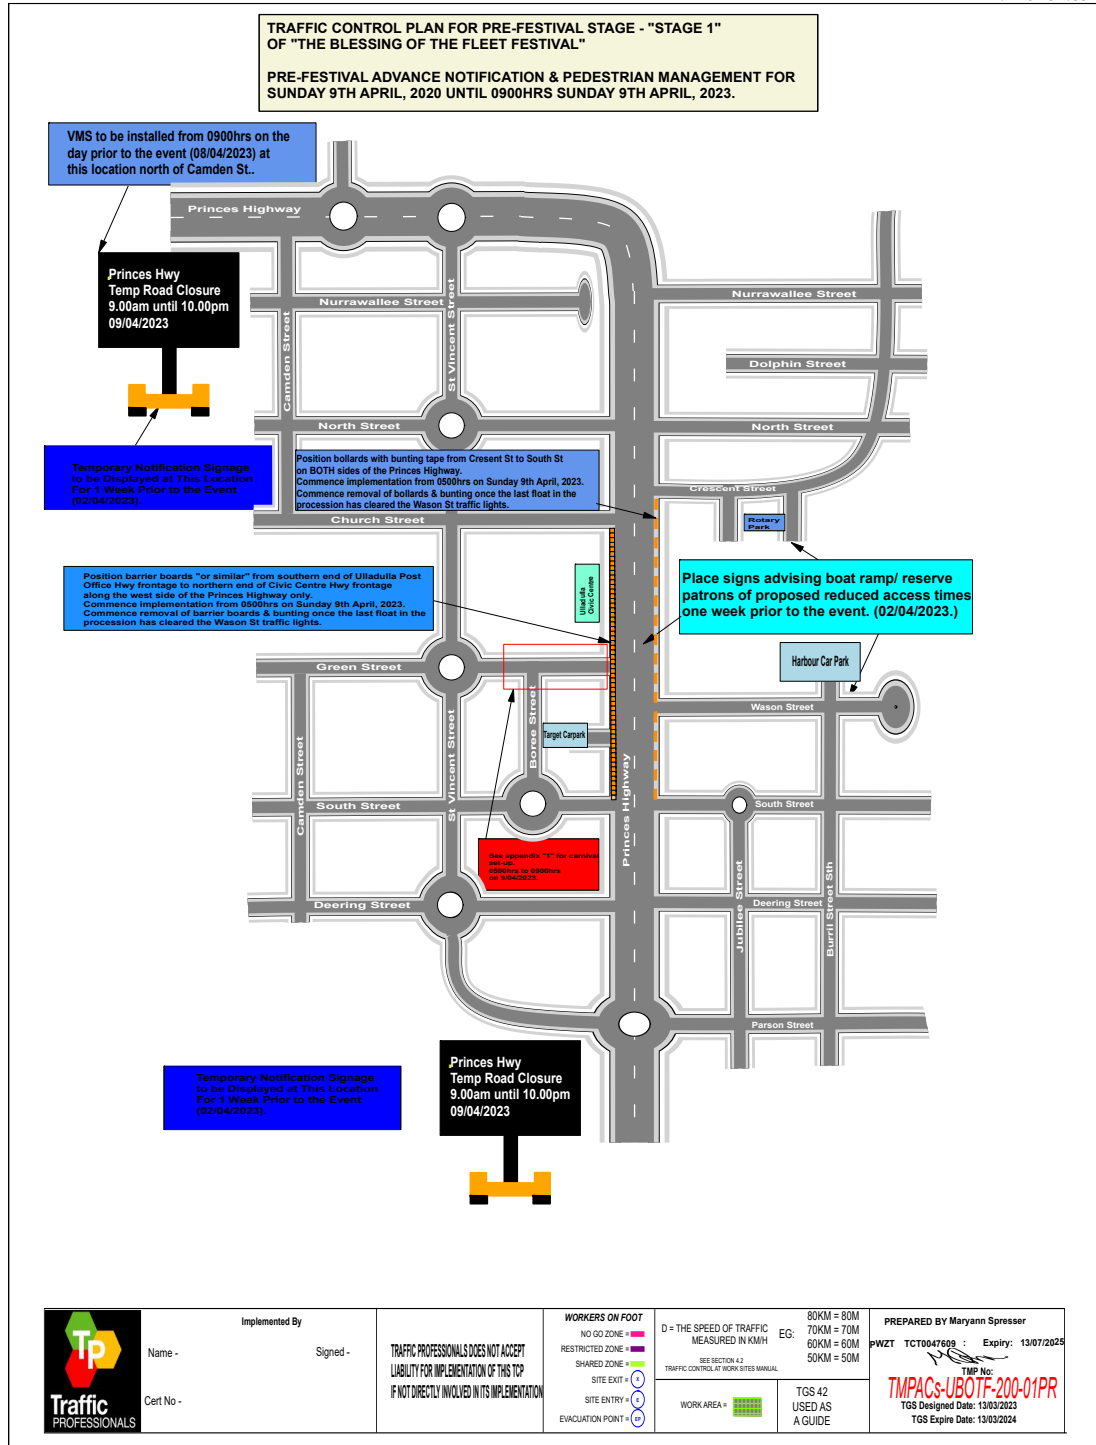 TRAFFIC CONTROL PLAN FOR PRE-FESTIVAL STAGE - "STAGE 1"
OF "THE BLESSING OF THE FLEET FESTIVAL"
PRE-FESTIVAL ADVANCE NOTIFICATION & PEDESTRIAN MANAGEMENT FOR
SUNDAY 9TH APRIL, 2020 UNTIL 0900HRS SUNDAY 9TH APRIL, 2023.
VMS to be installed from 0900hrs on the
day prior to the event (08/04/2023) at
this location north of Camden St..
Princes Highway
Princes Hwy
Temp Road Closure
9.00am until 10.00pm
09/04/2023
Nurrawallee Street
Nurrawallee Street
Camden Street
St Vincent Street
Dolphin Street
North Street
North Street
Temporary Notification Signage
to be Displayed at This Location
For 1 Week Prior to the Event
(02/04/2023).
Position bollards with bunting tape from Cresent St to South St
on BOTH sides of the Princes Highway.
Commence implementation from 0500hrs on Sunday 9th April, 2023.
Commence removal of bollards & bunting once the last float in the
procession has cleared the Wason St traffic lights.
Crescent Street
Church Street
Rotary
Park
Position barrier boards "or similar" from southern end of Ulladulla Post
Office Hwy frontage to northern end of Civic Centre Hwy frontage
along the west side of the Princes Highway only.
Commence implementation from 0500hrs on Sunday 9th April, 2023.
Commence removal of barrier boards & bunting once the last float in the
procession has cleared the Wason St traffic lights.
Ulladulla
Civic Centre
Place signs advising boat ramp/ reserve
patrons of proposed reduced access times
one week prior to the event. (02/04/2023.)
Harbour Car Park
Green Street
Boree Street
Wason Street
Target Carpark
Camden Street
St Vincent Street
Princes Highway
South Street
South Street
See appendix "1" for carnival
set-up.
0500hrs to 0900hrs
on 9/04/2023.
Jubilee Street
Burril Street Sth
Deering Street
Deering Street
Parson Street
Temporary Notification Signage
to be Displayed at This Location
For 1 Week Prior to the Event
(02/04/2023).
Princes Hwy
Temp Road Closure
9.00am until 10.00pm
09/04/2023
TP
Traffic
PROFESSIONALS
Implemented By
Name -
Signed -
Cert No -
TRAFFIC PROFESSIONALS DOES NOT ACCEPT
LIABILITY FOR IMPLEMENTATION OF THIS TCP
IF NOT DIRECTLY INVOLVED IN ITS IMPLEMENTATION
WORKERS ON FOOT
NO GO ZONE =
RESTRICTED ZONE =
SHARED ZONE =
SITE EXIT = X
SITE ENTRY = E
EVACUATION POINT = EP
D = THE SPEED OF TRAFFIC
MEASURED IN KM/H
EG:
80KM = 80M
70KM = 70M
60KM = 60M
50KM = 50M
SEE SECTION 4.2
TRAFFIC CONTROL AT WORK SITES MANUAL
WORK AREA =
TGS 42
USED AS
A GUIDE
PREPARED BY Maryann Spresser
PWZT TCT0047609 : Expiry: 13/07/2025
TMP No:
TMPACs-UBOTF-200-01PR
TGS Designed Date: 13/03/2023
TGS Expire Date: 13/03/2024